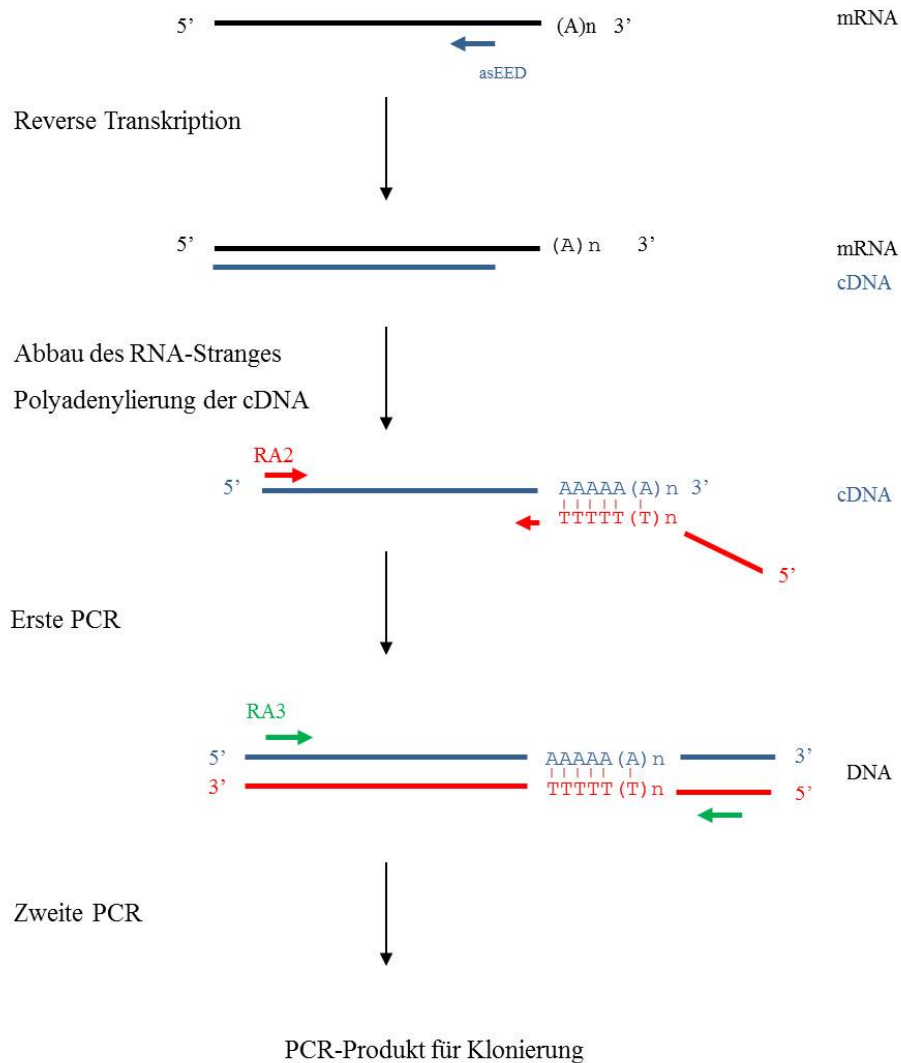 5’ (A)n 3’ mRNA
asEED
Reverse Transkription
5’ (A)n 3’ mRNA
cDNA
Abbau des RNA-Stranges
Polyadenylierung der cDNA
RA2
5’ AAAAA(A)n 3’ cDNA
TTTTT(T)n
5’
Erste PCR
RA3
5’ AAAAA(A)n 3’
DNA
3’ TTTTT(T)n 5’
Zweite PCR
PCR-Produkt für Klonierung